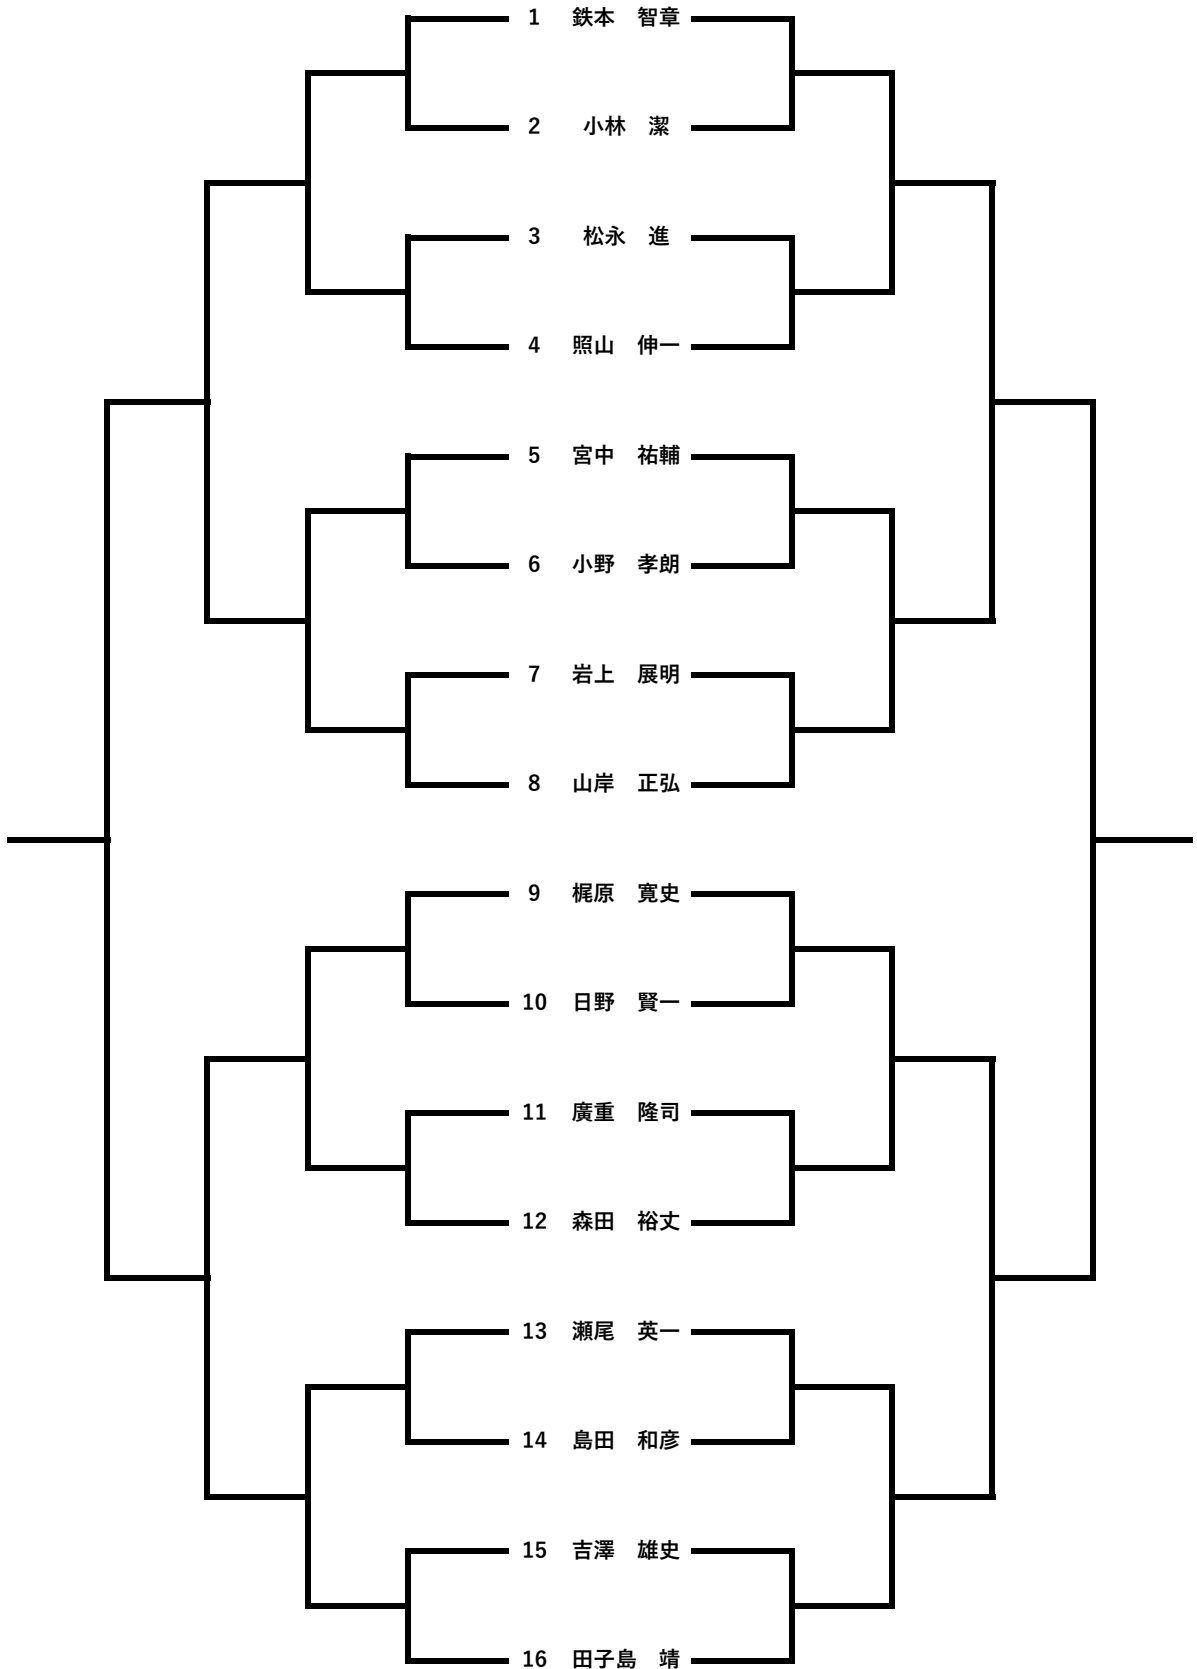 1 鉄本　智章
2 小林　潔
3 松永　進
4 照山　伸一
5 宮中　祐輔
6 小野　孝朗
7 岩上　展明
8 山岸　正弘
9 梶原　寛史
10 日野　賢一
11 廣重　隆司
12 森田　裕丈
13 瀬尾　英一
14 島田　和彦
15 吉澤　雄史
16 田子島　靖